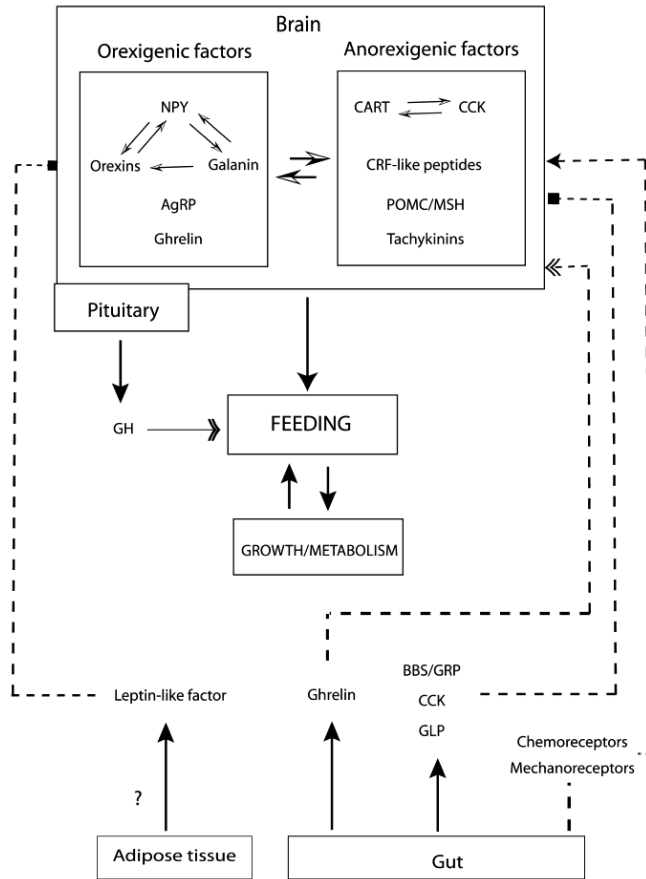 Brain
Orexigenic factors
Anorexigenic factors
NPY
Orexins
Galanin
AgRP
Ghrelin
CART
CCK
CRF-like peptides
POMC/MSH
Tachykinins
Pituitary
GH
FEEDING
GROWTH/METABOLISM
Leptin-like factor
Ghrelin
BBS/GRP
CCK
GLP
Chemoreceptors
Mechanoreceptors
?
Adipose tissue
Gut